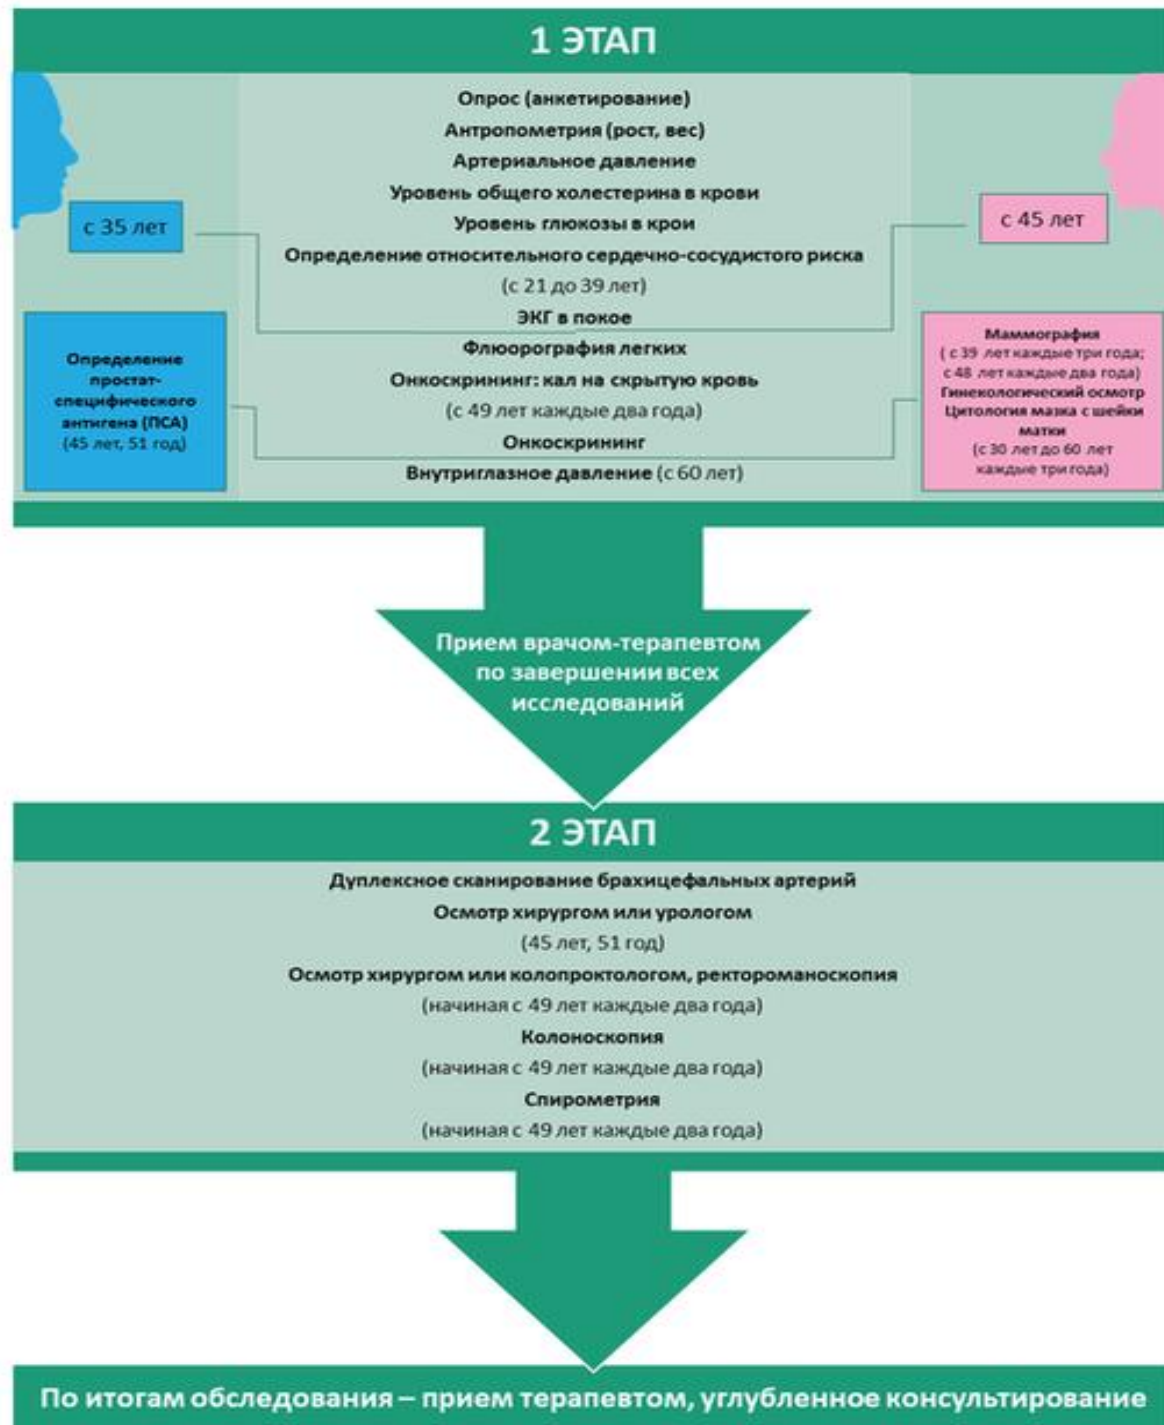 1 ЭТАП
Опрос (анкетирование)
Антропометрия (рост, вес)
Артериальное давление
Уровень общего холестерина в крови
Уровень глюкозы в крои
Определение относительного сердечно-сосудистого риска
(с 21 до 39 лет)
ЭКГ в покое
Флюорография легких
Онкоскрининг: кал на скрытую кровь
(с 49 лет каждые два года)
Онкоскрининг
Внутриглазное давление (с 60 лет)
с 35 лет
Определение
простат-
специфического
антигена (ПСА)
(45 лет, 51 год)
с 45 лет
Маммография
( с 39 лет каждые три года;
с 48 лет каждые два года)
Гинекологический осмотр
Цитология мазка с шейки
матки
(с 30 лет до 60 лет
каждые три года)
Прием врачом-терапевтом
по завершении всех
исследований
2 ЭТАП
Дуплексное сканирование брахицефальных артерий
Осмотр хирургом или урологом
(45 лет, 51 год)
Осмотр хирургом или колопроктологом, ректороманоскопия
(начиная с 49 лет каждые два года)
Колоноскопия
(начиная с 49 лет каждые два года)
Спирометрия
(начиная с 49 лет каждые два года)
По итогам обследования – прием терапевтом, углубленное консультирование